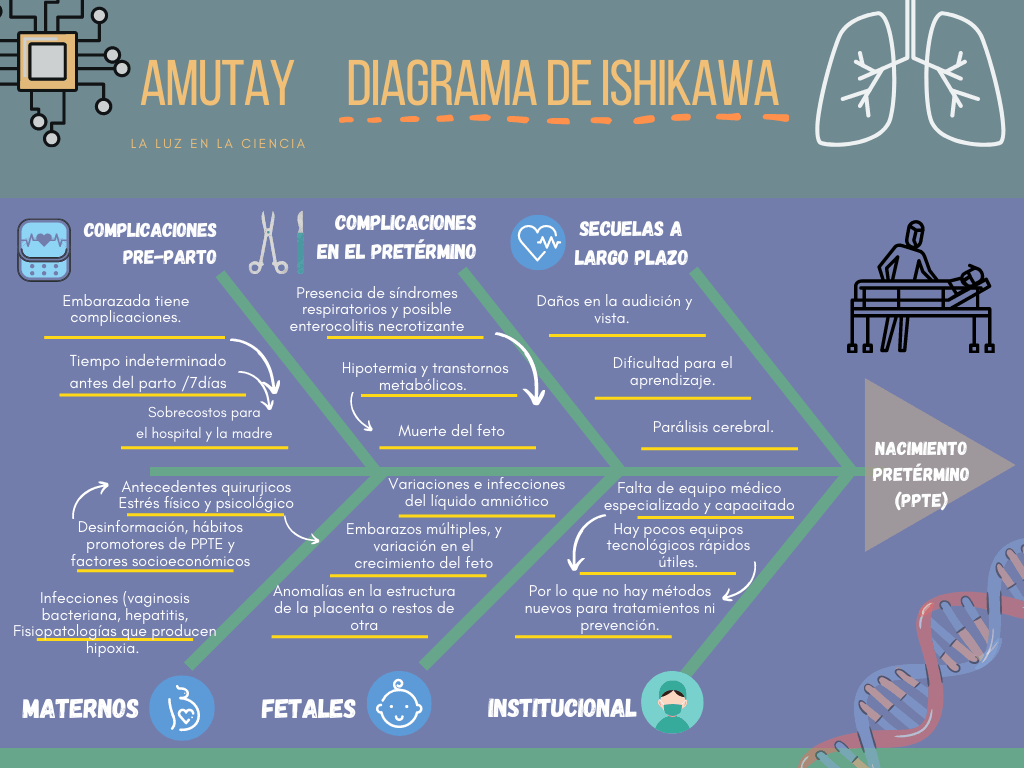 AMUTAY
DIAGRAMA DE ISHIKAWA
LA LUZ EN LA CIENCIA
COMPLICACIONES
PRE-PARTO
Embarazada tiene
complicaciones.
Tiempo indeterminado
antes del parto /7días
Sobrecostos para
el hospital y la madre
COMPLICACIONES
EN EL PRETÉRMINO
Presencia de síndromes
respiratorios y posible
enterocolitis necrotizante
Hipotermia y transtornos
metabólicos.
Muerte del feto
SECUELAS A
LARGO PLAZO
Daños en la audición y
vista.
Dificultad para el
aprendizaje.
Parálisis cerebral.
NACIMIENTO
PRETÉRMINO
(PPTE)
Antecedentes quirurjicos
Estrés físico y psicológico
Desinformación, hábitos
promotores de PPTE y
factores socioeconómicos
Infecciones (vaginosis
bacteriana, hepatitis,
Fisiopatologías que producen
hipoxia.
MATERNOS
Variaciones e infecciones
del líquido amniótico
Embarazos múltiples, y
variación en el
crecimiento del feto
Anomalías en la estructura
de la placenta o restos de
otra
FETALES
Falta de equipo médico
especializado y capacitado
Hay pocos equipos
tecnológicos rápidos
útiles.
Por lo que no hay métodos
nuevos para tratamientos ni
prevención.
INSTITUCIONAL